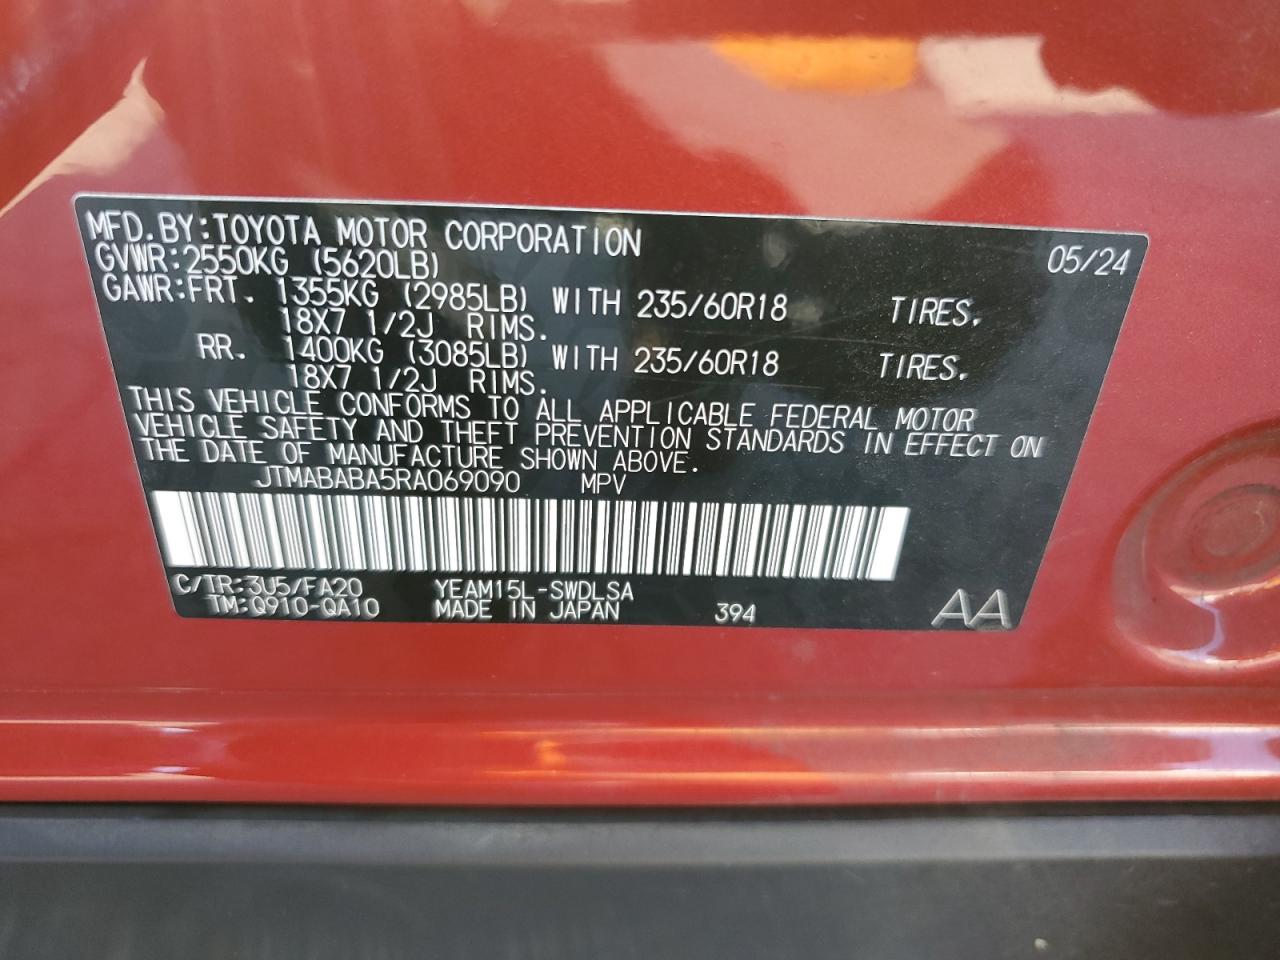 MFD.BY:TOYOTA MOTOR CORPORATION 05/24
GVWR:2550KG (5620LB)
GAWR:FRT. 1355KG (2985LB) WITH 235/60R18 TIRES,
18X7 1/2J RIMS.
RR. 1400KG (3085LB) WITH 235/60R18 TIRES,
18X7 1/2J RIMS.
THIS VEHICLE CONFORMS TO ALL APPLICABLE FEDERAL MOTOR
VEHICLE SAFETY AND THEFT PREVENTION STANDARDS IN EFFECT ON
THE DATE OF MANUFACTURE SHOWN ABOVE.
JTMABABA5RA069090 MPV
C/TR:3U5/FA20 YEAM15L-SWDLSA
TM:Q910-QA10 MADE IN JAPAN 394 AA